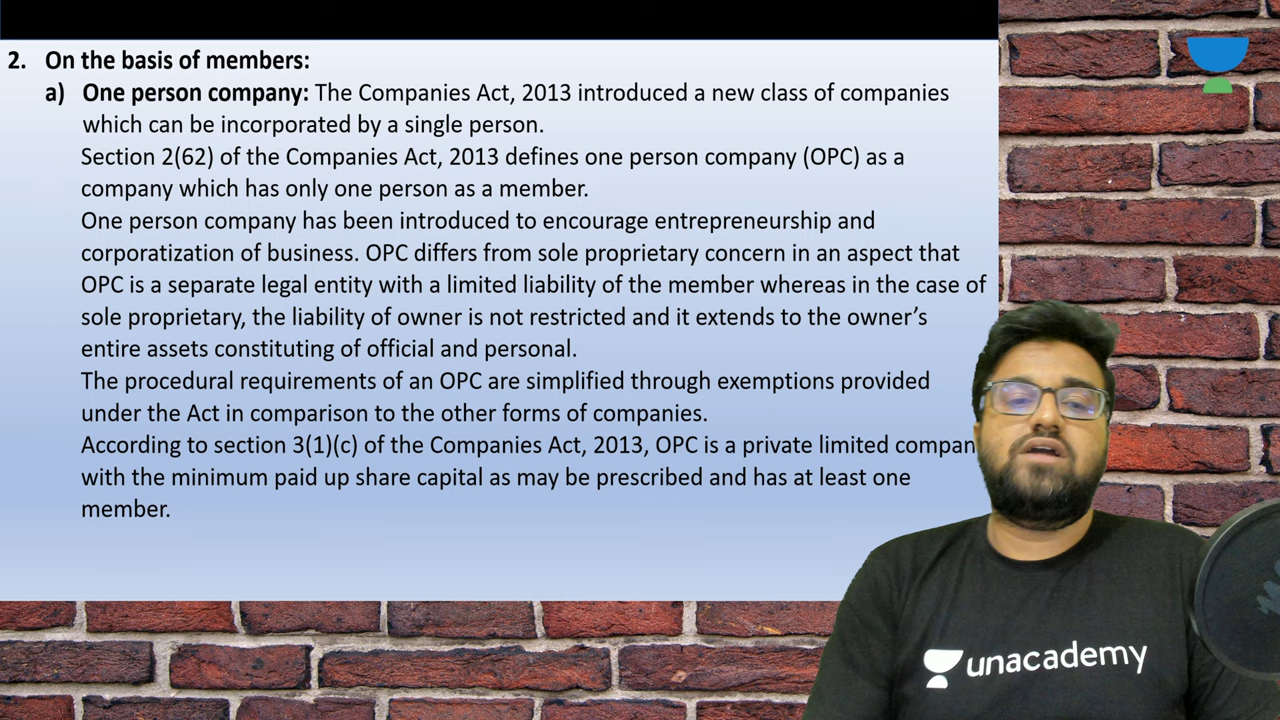 2. On the basis of members:
a) One person company: The Companies Act, 2013 introduced a new class of companies
which can be incorporated by a single person.
Section 2(62) of the Companies Act, 2013 defines one person company (OPC) as a
company which has only one person as a member.
One person company has been introduced to encourage entrepreneurship and
corporatization of business. OPC differs from sole proprietary concern in an aspect that
OPC is a separate legal entity with a limited liability of the member whereas in the case of
sole proprietary, the liability of owner is not restricted and it extends to the owner’s
entire assets constituting of official and personal.
The procedural requirements of an OPC are simplified through exemptions provided
under the Act in comparison to the other forms of companies.
According to section 3(1)(c) of the Companies Act, 2013, OPC is a private limited compan
with the minimum paid up share capital as may be prescribed and has at least one
member.
unacademy